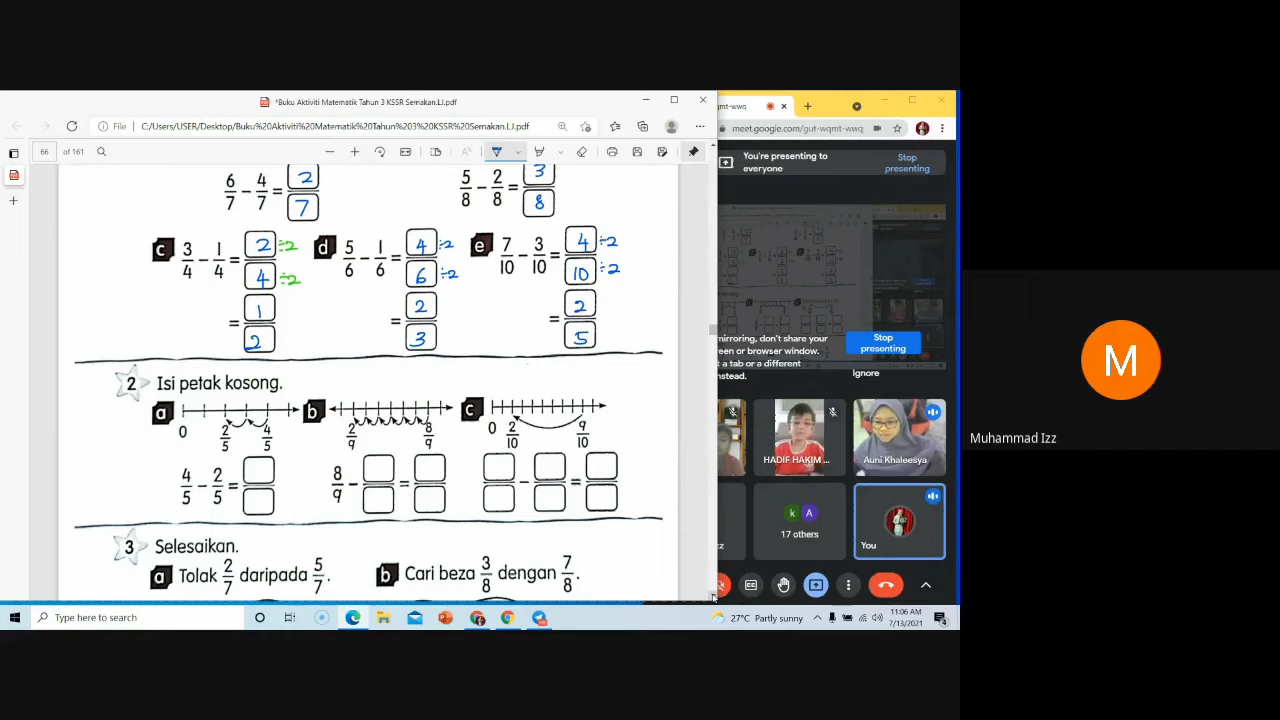 *Buku Aktiviti Matematik Tahun 3 KSSR Semakan.LJ.pdf
File C:/Users/USER/Desktop/Buku%20Aktiviti%20Matematik%20Tahun%203%20KSSR%20Semakan.LJ.pdf
66 of 161
6/7 − 4/7 = 2/7
5/8 − 2/8 = 3/8
c 3/4 − 1/4 = 2/4 ÷2 ÷2
= 1/2
d 5/6 − 1/6 = 4/6 ÷2 ÷2
= 2/3
e 7/10 − 3/10 = 4/10 ÷2 ÷2
= 2/5
2 Isi petak kosong.
a 0 2/5 4/5
b 2/9 8/9
c 0 2/10 9/10
4/5 − 2/5 =
8/9 − =
− =
3 Selesaikan.
a Tolak 2/7 daripada 5/7.
b Cari beza 3/8 dengan 7/8.
qmt-wwq
meet.google.com/gut-wqmt-wwq
You're presenting to everyone
Stop presenting
mirroring, don't share your
reen or browser window.
t a tab or a different
nstead.
Stop presenting
Ignore
HADIF HAKIM ...
Auni Khaleesya
zz
k A
17 others
You
M
Muhammad Izz
Type here to search
27°C Partly sunny
11:06 AM
7/13/2021
4